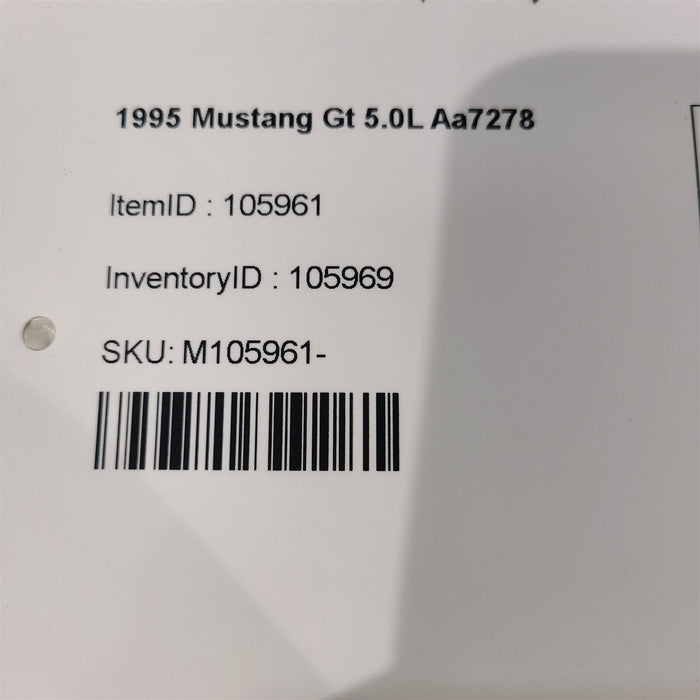 1995 Mustang Gt 5.0L Aa7278
ItemID : 105961
InventoryID : 105969
SKU: M105961-